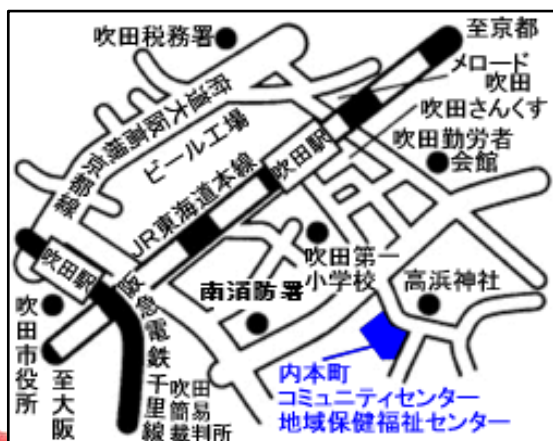 吹田税務署
至京都
メロード
吹田
吹田さんくす
吹田勤労者
会館
府道大阪高槻京都線
ビール工場
吹田駅
JR東海道本線
吹田駅
阪急電鉄千里線
吹田第一
小学校
高浜神社
南消防署
吹田市役所
至大阪
吹田
簡易
裁判所
内本町
コミュニティセンター
地域保健福祉センター